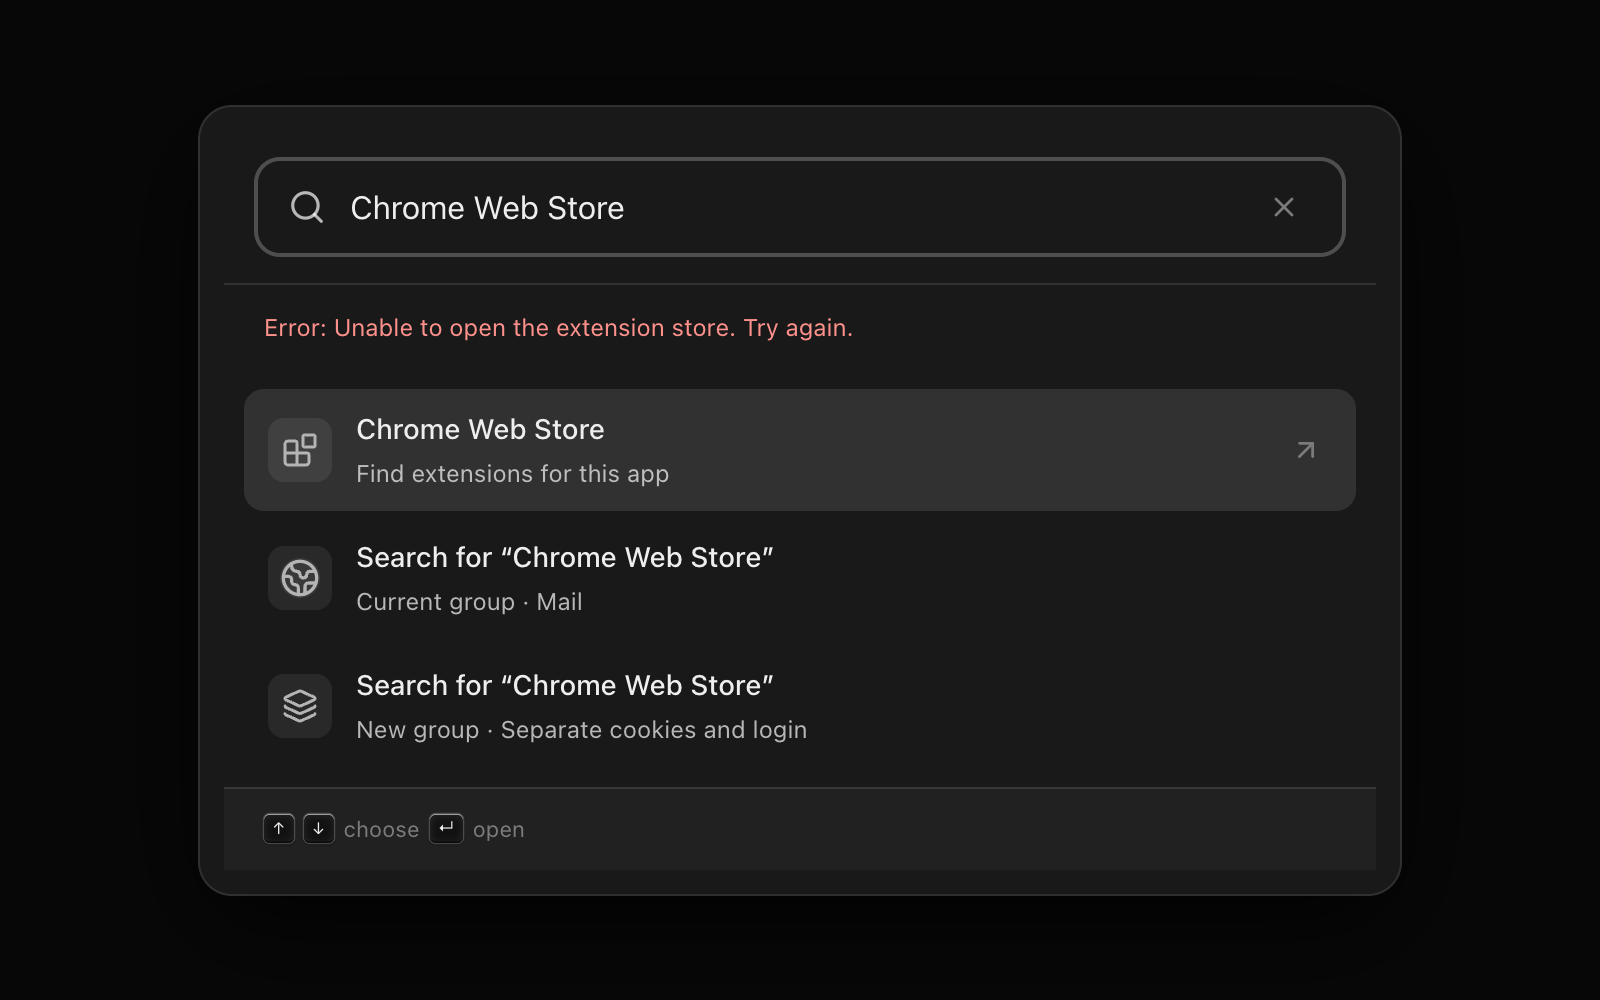 Chrome Web Store
Error: Unable to open the extension store. Try again.
Chrome Web Store
Find extensions for this app
Search for “Chrome Web Store”
Current group · Mail
Search for “Chrome Web Store”
New group · Separate cookies and login
↑ ↓ choose ↵ open